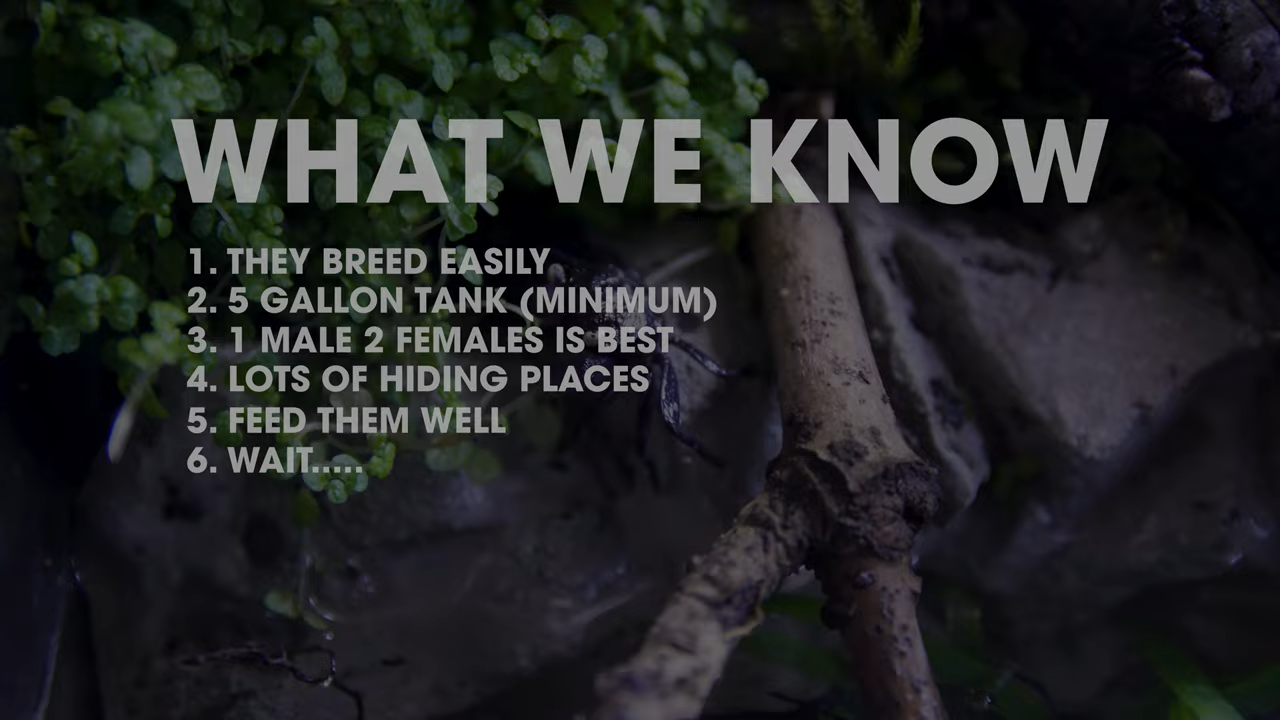 WHAT WE KNOW
1. THEY BREED EASILY
2. 5 GALLON TANK (MINIMUM)
3. 1 MALE 2 FEMALES IS BEST
4. LOTS OF HIDING PLACES
5. FEED THEM WELL
6. WAIT.....